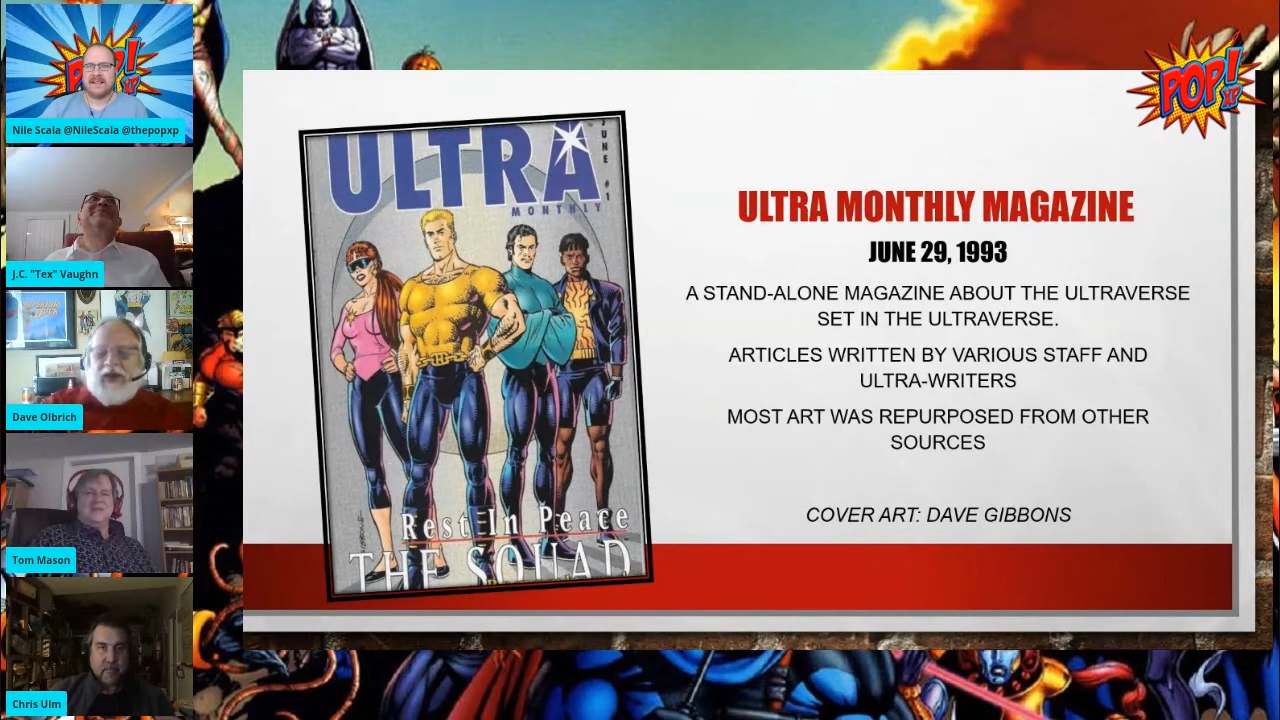 POP!
XP
Nile Scala @NileScala @thepopxp
J.C. "Tex" Vaughn
Dave Olbrich
Tom Mason
Chris Ulm
ULTRA
MONTHLY
JUNE #1
Rest In Peace
THE SQUAD
POP!
XP
ULTRA MONTHLY MAGAZINE
JUNE 29, 1993
A STAND-ALONE MAGAZINE ABOUT THE ULTRAVERSE
SET IN THE ULTRAVERSE.
ARTICLES WRITTEN BY VARIOUS STAFF AND
ULTRA-WRITERS
MOST ART WAS REPURPOSED FROM OTHER
SOURCES
COVER ART: DAVE GIBBONS